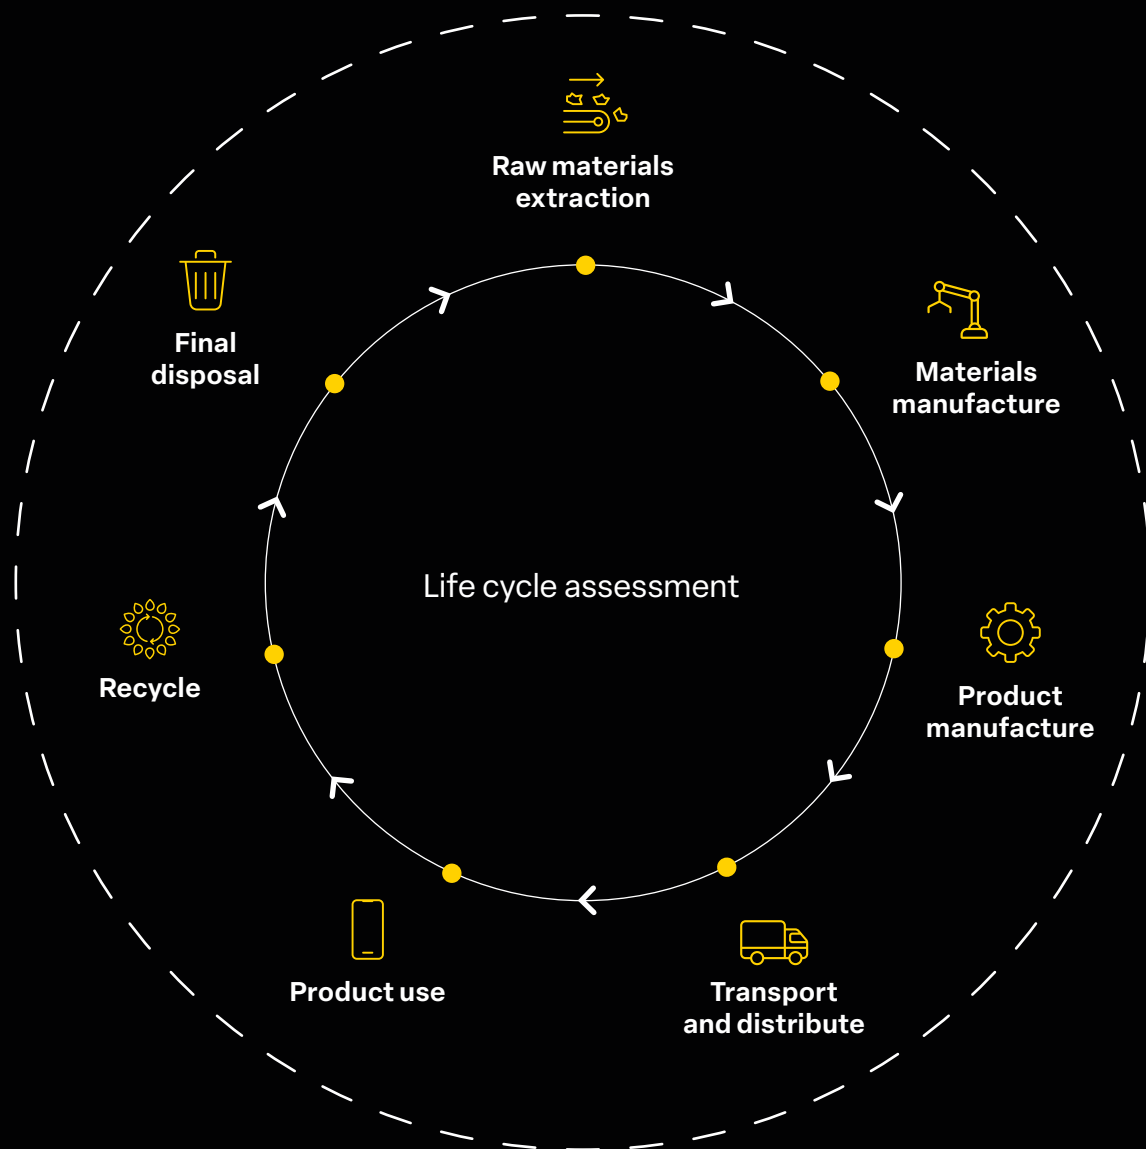 Raw materials
extraction
Materials
manufacture
Product
manufacture
Transport
and distribute
Product use
Recycle
Final
disposal
Life cycle assessment